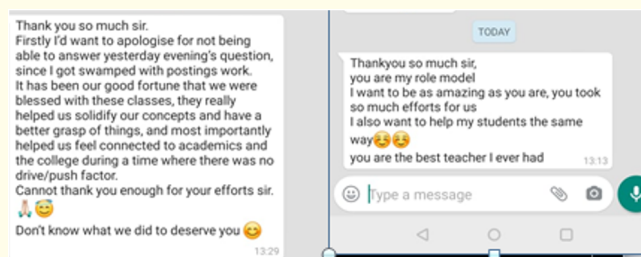 Thank you so much sir.
Firstly I'd want to apologise for not being
able to answer yesterday evening's question,
since I got swamped with postings work.
It has been our good fortune that we were
blessed with these classes, they really
helped us solidify our concepts and have a
better grasp of things, and most importantly
helped us feel connected to academics and
the college during a time where there was no
drive/push factor.
Cannot thank you enough for your efforts sir.
🙏🏻😇
Don't know what we did to deserve you 😊
13:29
TODAY
Thankyou so much sir,
you are my role model
I want to be as amazing as you are, you took
so much efforts for us
I also want to help my students the same
way☺️☺️
you are the best teacher I ever had
13:13
Type a message